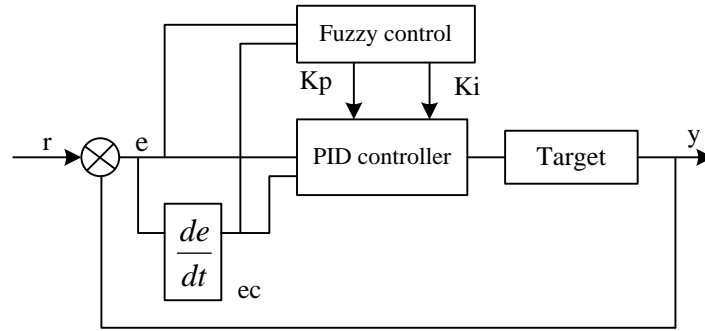 Fuzzy control
Kp
Ki
r
e
PID controller
Target
y
de
dt
ec